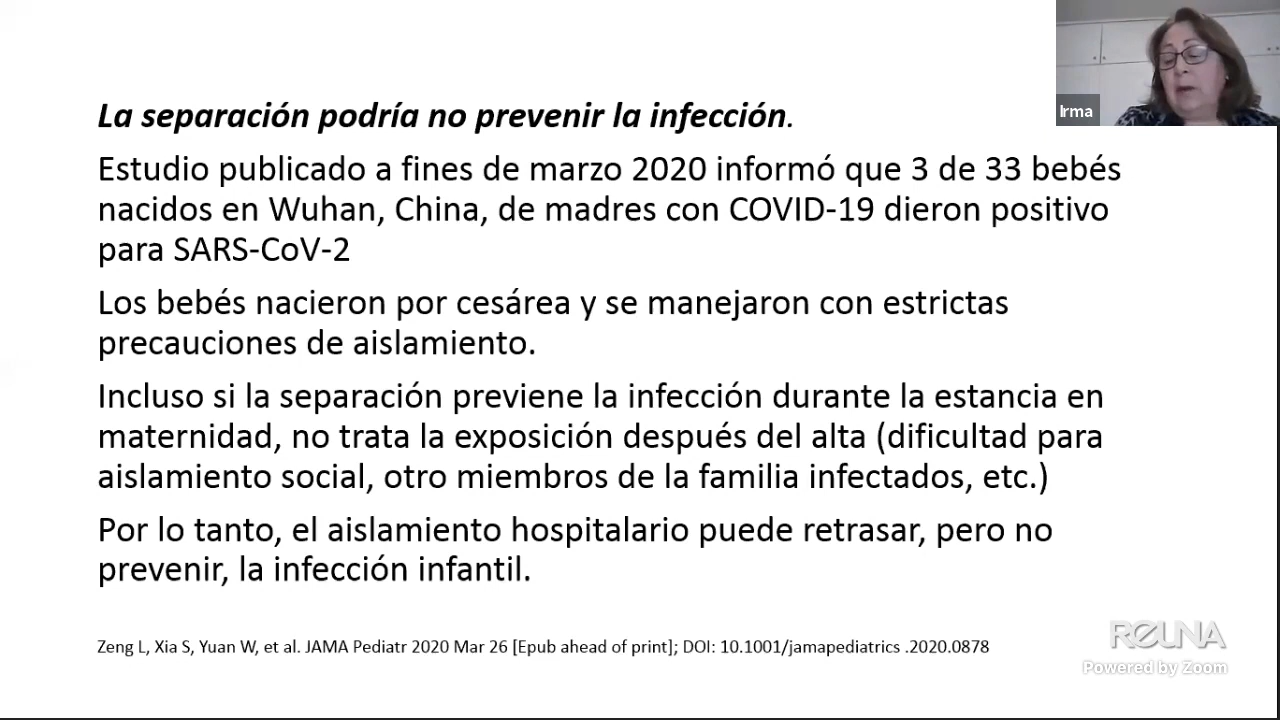 La separación podría no prevenir la infección.
Estudio publicado a fines de marzo 2020 informó que 3 de 33 bebés
nacidos en Wuhan, China, de madres con COVID-19 dieron positivo
para SARS-CoV-2
Los bebés nacieron por cesárea y se manejaron con estrictas
precauciones de aislamiento.
Incluso si la separación previene la infección durante la estancia en
maternidad, no trata la exposición después del alta (dificultad para
aislamiento social, otro miembros de la familia infectados, etc.)
Por lo tanto, el aislamiento hospitalario puede retrasar, pero no
prevenir, la infección infantil.
Zeng L, Xia S, Yuan W, et al. JAMA Pediatr 2020 Mar 26 [Epub ahead of print]; DOI: 10.1001/jamapediatrics .2020.0878
Irma
REUNA
Powered by Zoom